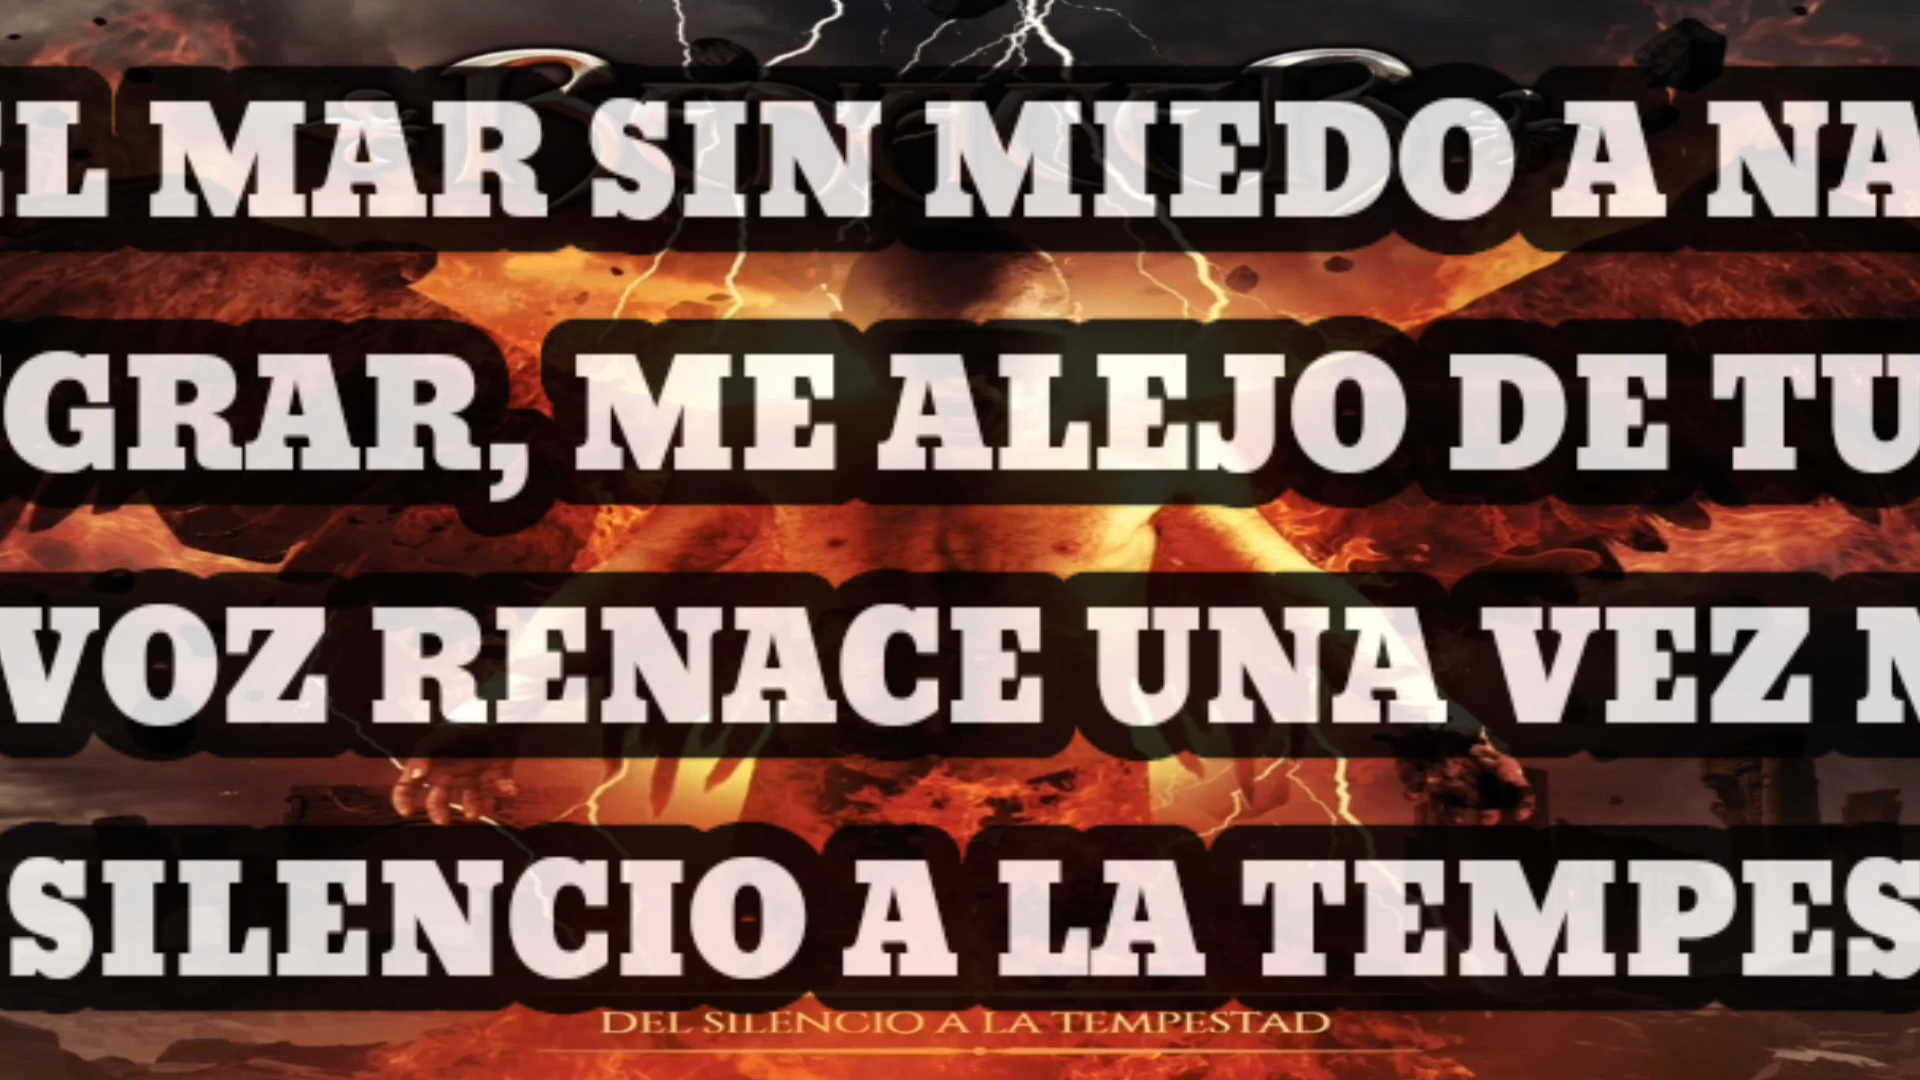 EL MAR SIN MIEDO A NA
GRAR, ME ALEJO DE TU
VOZ RENACE UNA VEZ
SILENCIO A LA TEMPES
DEL SILENCIO A LA TEMPESTAD